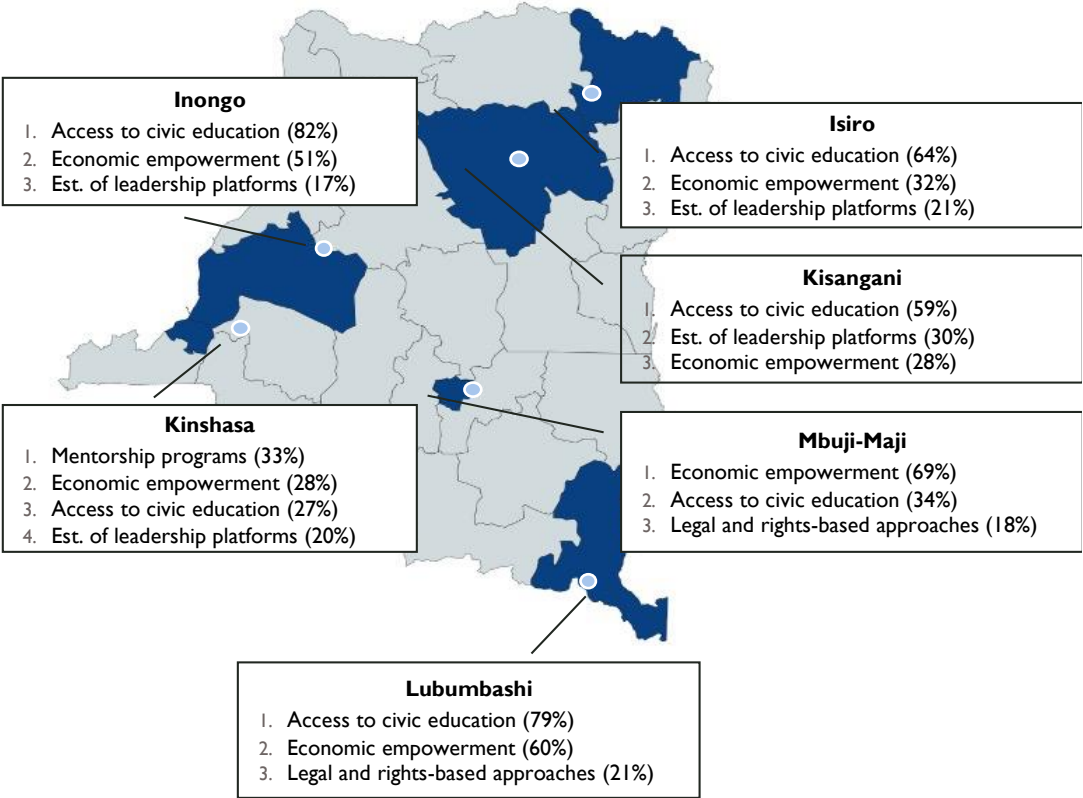 Inongo
1. Access to civic education (82%)
2. Economic empowerment (51%)
3. Est. of leadership platforms (17%)
Isiro
1. Access to civic education (64%)
2. Economic empowerment (32%)
3. Est. of leadership platforms (21%)
Kisangani
1. Access to civic education (59%)
2. Est. of leadership platforms (30%)
3. Economic empowerment (28%)
Kinshasa
1. Mentorship programs (33%)
2. Economic empowerment (28%)
3. Access to civic education (27%)
4. Est. of leadership platforms (20%)
Mbuji-Maji
1. Economic empowerment (69%)
2. Access to civic education (34%)
3. Legal and rights-based approaches (18%)
Lubumbashi
1. Access to civic education (79%)
2. Economic empowerment (60%)
3. Legal and rights-based approaches (21%)